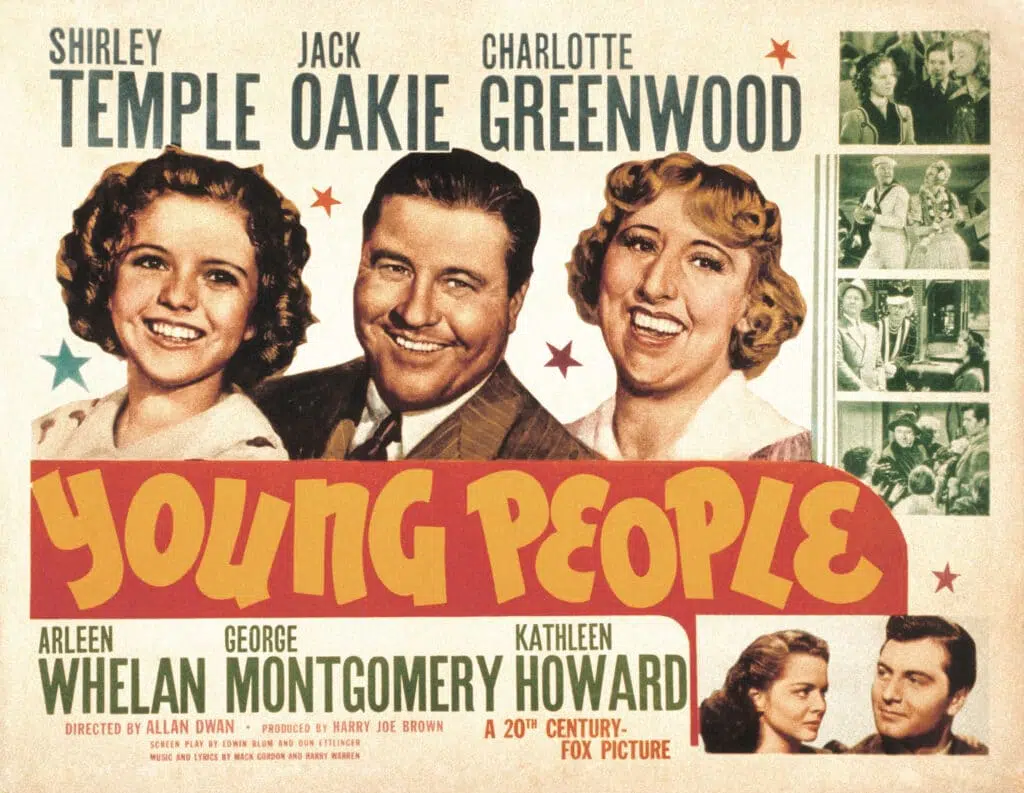 SHIRLEY JACK CHARLOTTE
TEMPLE OAKIE GREENWOOD
YOUNG PEOPLE
ARLEEN GEORGE KATHLEEN
WHELAN MONTGOMERY HOWARD
DIRECTED BY ALLAN DWAN · PRODUCED BY HARRY JOE BROWN
SCREEN PLAY BY EDWIN BLUM AND DON ETTLINGER
MUSIC AND LYRICS BY MACK GORDON AND HARRY WARREN
A 20TH CENTURY-
FOX PICTURE